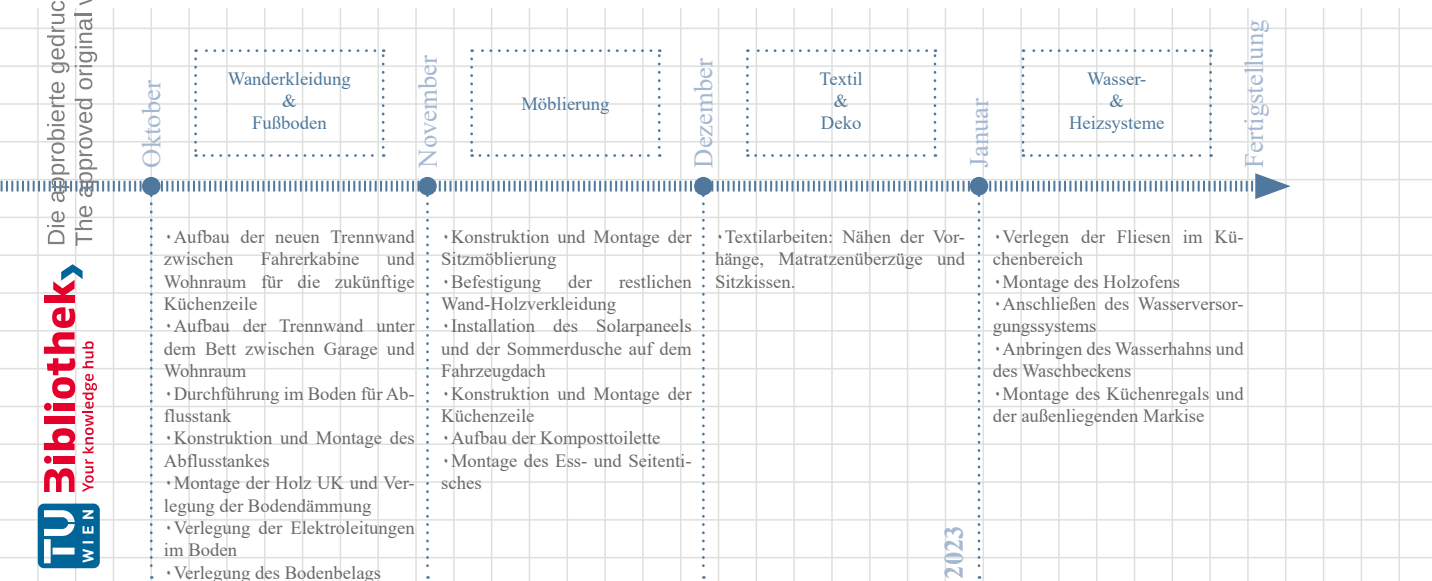 Die approbierte gedruc
The approved original
TU
WIEN
Bibliothek
Your knowledge hub
Oktober
Wanderkleidung
&
Fußboden
November
Möblierung
Dezember
Textil
&
Deko
Januar
Wasser-
&
Heizsysteme
Fertigstellung
·Aufbau der neuen Trennwand
zwischen Fahrerkabine und
Wohnraum für die zukünftige
Küchenzeile
·Aufbau der Trennwand unter
dem Bett zwischen Garage und
Wohnraum
·Durchführung im Boden für Ab-
flusstank
·Konstruktion und Montage des
Abflusstankes
·Montage der Holz UK und Ver-
legung der Bodendämmung
·Verlegung der Elektroleitungen
im Boden
·Verlegung des Bodenbelags
·Konstruktion und Montage der
Sitzmöblierung
·Befestigung der restlichen
Wand-Holzverkleidung
·Installation des Solarpaneels
und der Sommerdusche auf dem
Fahrzeugdach
·Konstruktion und Montage der
Küchenzeile
·Aufbau der Komposttoilette
·Montage des Ess- und Seitenti-
sches
·Textilarbeiten: Nähen der Vor-
hänge, Matratzenüberzüge und
Sitzkissen.
·Verlegen der Fliesen im Kü-
chenbereich
·Montage des Holzofens
·Anschließen des Wasserversor-
gungssystems
·Anbringen des Wasserhahns und
des Waschbeckens
·Montage des Küchenregals und
der außenliegenden Markise
2023